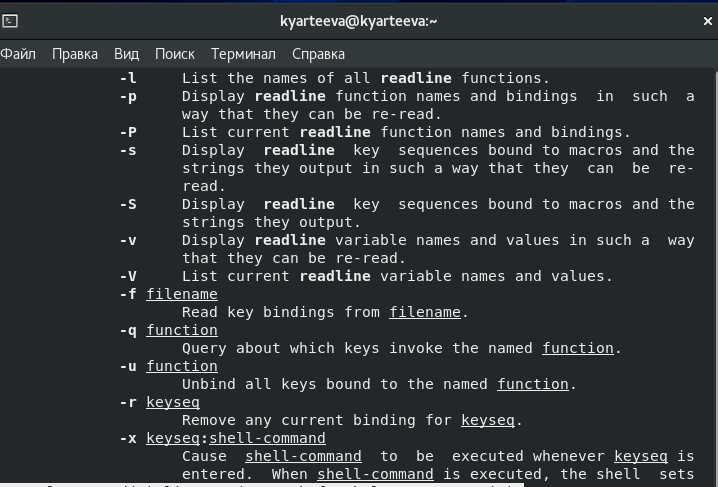 kyarteeva@kyarteeva:~
Файл Правка Вид Поиск Терминал Справка
-l List the names of all readline functions.
-p Display readline function names and bindings in such a
way that they can be re-read.
-P List current readline function names and bindings.
-s Display readline key sequences bound to macros and the
strings they output in such a way that they can be re-
read.
-S Display readline key sequences bound to macros and the
strings they output.
-v Display readline variable names and values in such a way
that they can be re-read.
-V List current readline variable names and values.
-f filename
Read key bindings from filename.
-q function
Query about which keys invoke the named function.
-u function
Unbind all keys bound to the named function.
-r keyseq
Remove any current binding for keyseq.
-x keyseq:shell-command
Cause shell-command to be executed whenever keyseq is
entered. When shell-command is executed, the shell sets